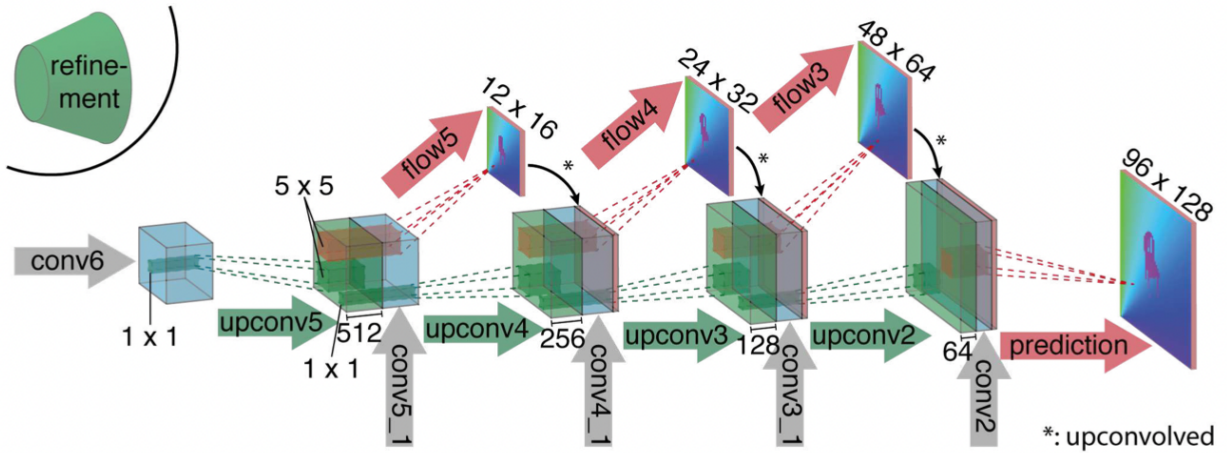 refine-
ment
conv6
1 x 1
upconv5
5 x 5
512
1 x 1
conv5_1
flow5
12 x 16
*
upconv4
256
conv4_1
flow4
24 x 32
*
upconv3
128
conv3_1
flow3
48 x 64
*
upconv2
64
conv2
prediction
96 x 128
*: upconvolved